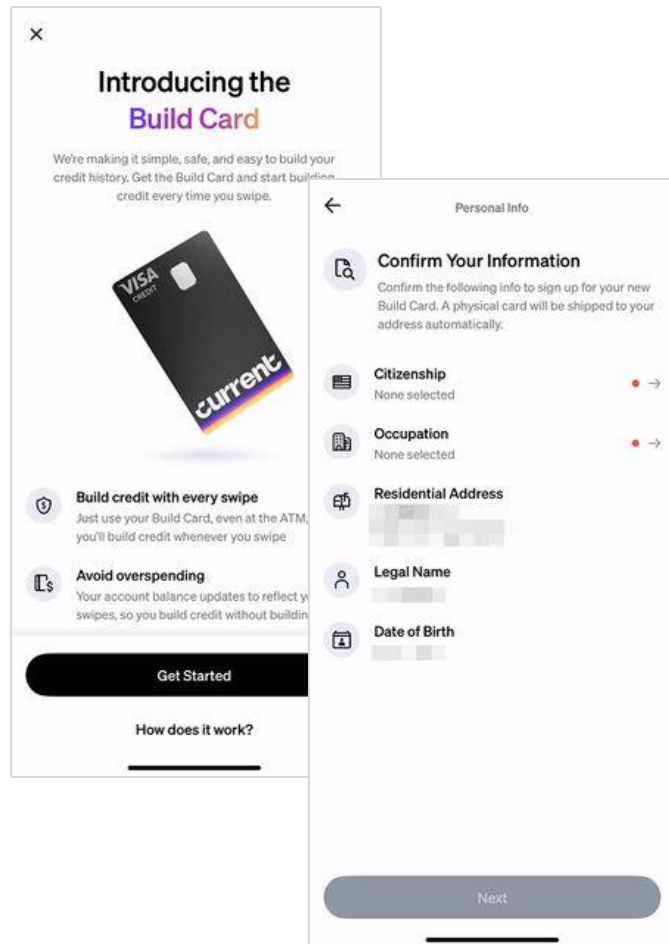 Introducing the
Build Card
We're making it simple, safe, and easy to build your
credit history. Get the Build Card and start building
credit every time you swipe.
VISA
CREDIT
current
Build credit with every swipe
Just use your Build Card, even at the ATM,
you'll build credit whenever you swipe
Avoid overspending
Your account balance updates to reflect
swipes, so you build credit without
Get Started
How does it work?
Personal Info
Confirm Your Information
Confirm the following info to sign up for your new
Build Card. A physical card will be shipped to your
address automatically.
Citizenship
None selected
Occupation
None selected
Residential Address
Legal Name
Date of Birth
Next